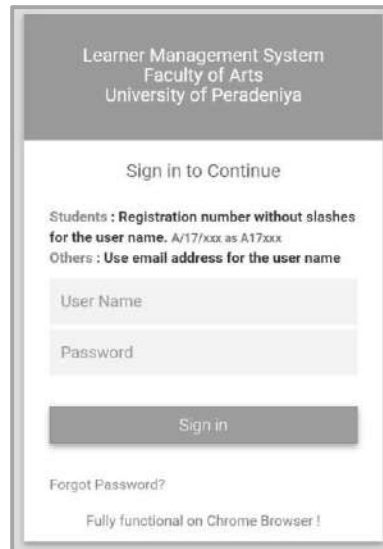 Learner Management System
Faculty of Arts
University of Peradeniya
Sign in to Continue
Students : Registration number without slashes
for the user name. A/17/xxx as A17xxx
Others : Use email address for the user name
User Name
Password
Sign in
Forgot Password?
Fully functional on Chrome Browser !